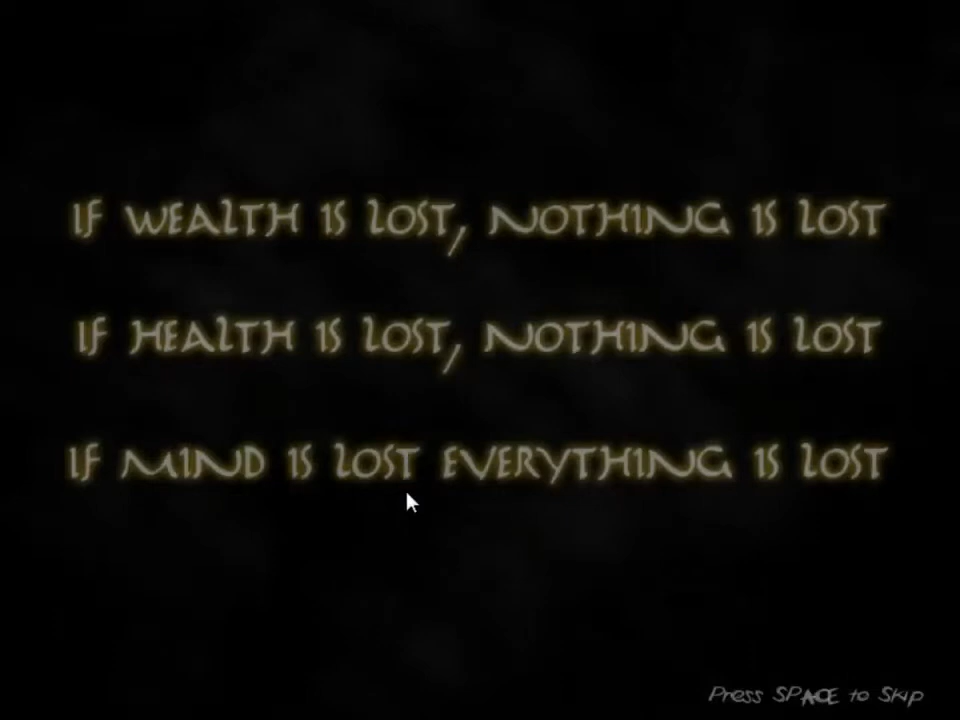 IF WEALTH IS LOST, NOTHING IS LOST
IF HEALTH IS LOST, NOTHING IS LOST
IF MIND IS LOST EVERYTHING IS LOST
Press SPACE to Skip